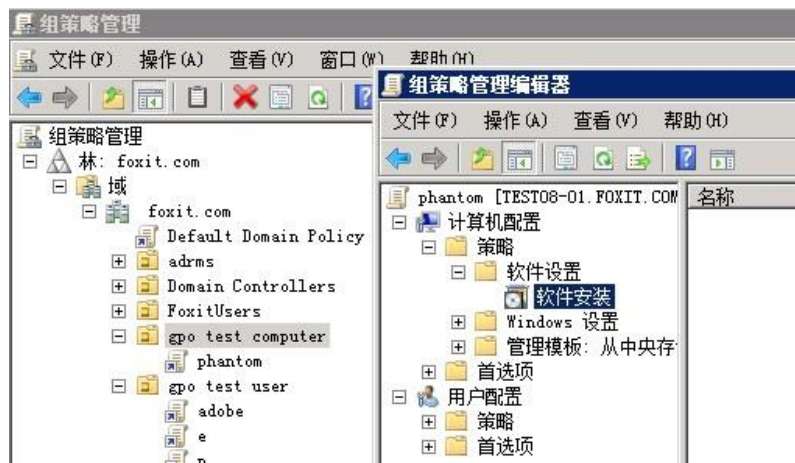 组策略管理
文件(F) 操作(A) 查看(V) 窗口(W) 帮助(H)
组策略管理
林: foxit.com
域
foxit.com
Default Domain Policy
adrms
Domain Controllers
FoxitUsers
gpo test computer
phantom
gpo test user
adobe
e
组策略管理编辑器
文件(F) 操作(A) 查看(V) 帮助(H)
phantom [TEST08-01.FOXIT.COM
名称
计算机配置
策略
软件设置
软件安装
Windows 设置
管理模板: 从中央存
首选项
用户配置
策略
首选项